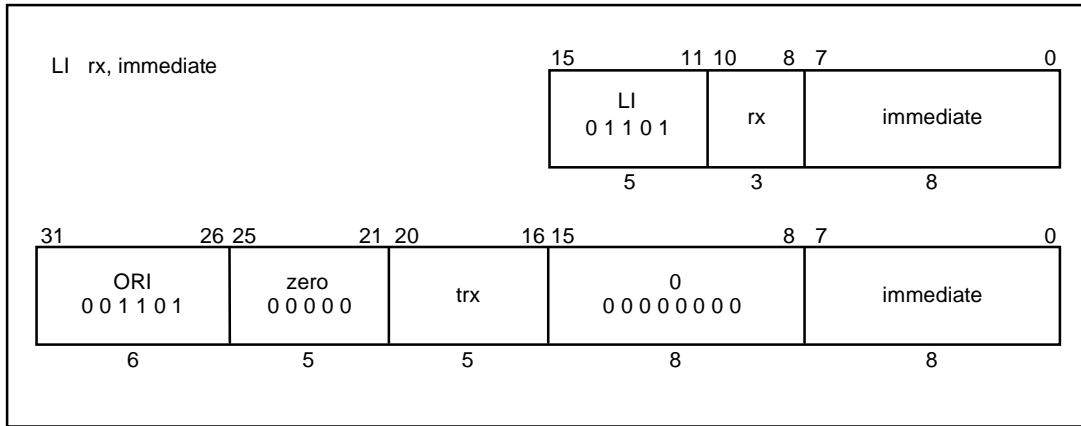 LI rx, immediate
15 11 10 8 7 0
LI
0 1 1 0 1
rx
immediate
5 3 8
31 26 25 21 20 16 15 8 7 0
ORI
0 0 1 1 0 1
zero
0 0 0 0 0
trx
0
0 0 0 0 0 0 0 0
immediate
6 5 5 8 8